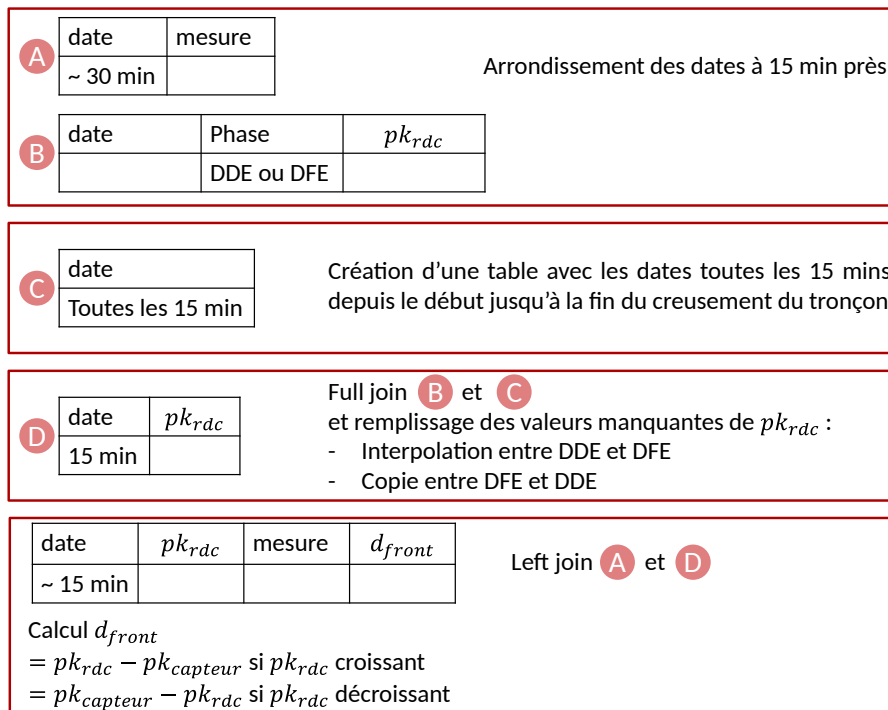 A
date mesure
~ 30 min
Arrondissement des dates à 15 min près
B
date Phase pk_rdc
DDE ou DFE
C
date
Toutes les 15 min
Création d’une table avec les dates toutes les 15 mins
depuis le début jusqu’à la fin du creusement du tronçon
D
date pk_rdc
15 min
Full join B et C
et remplissage des valeurs manquantes de pk_rdc :
- Interpolation entre DDE et DFE
- Copie entre DFE et DDE
date pk_rdc mesure d_front
~ 15 min
Left join A et D
Calcul d_front
= pk_rdc − pk_capteur si pk_rdc croissant
= pk_capteur − pk_rdc si pk_rdc décroissant